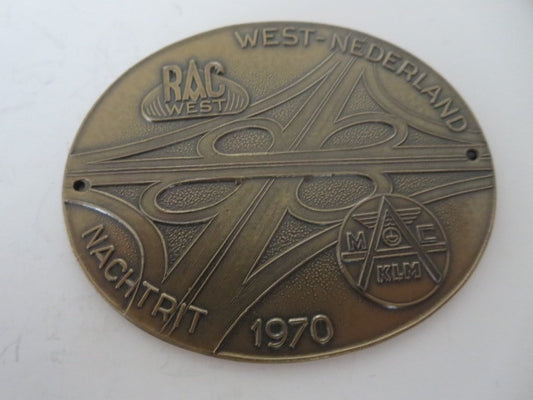 WEST-NEDERLAND
RAC
WEST
M C
KLM
NACHTRIT
1970